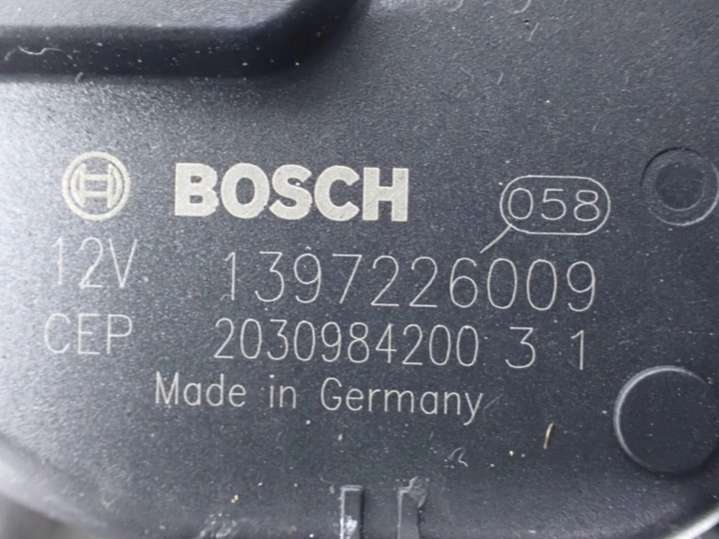 BOSCH 058
12V 1397226009
CEP 2030984200 3 1
Made in Germany